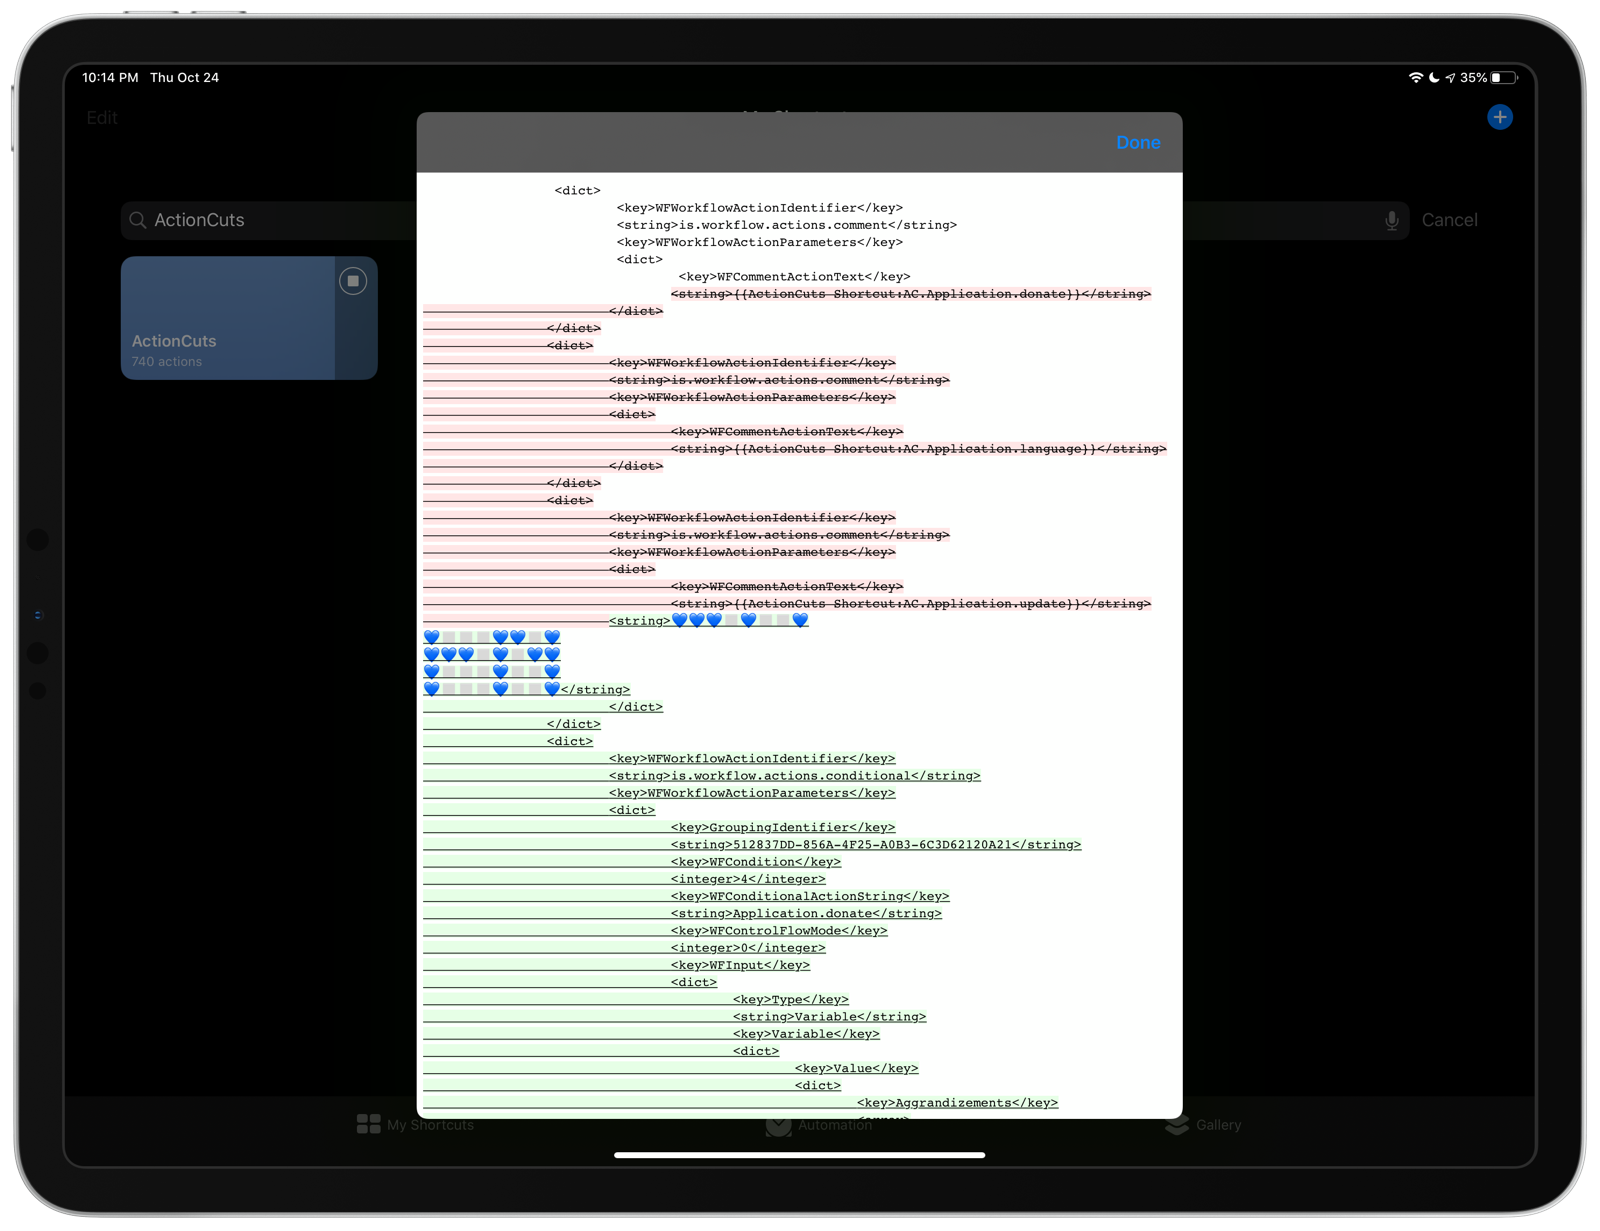 10:14 PM Thu Oct 24
35%
Edit
Done
ActionCuts
Cancel
ActionCuts
740 actions
<dict>
<key>WFWorkflowActionIdentifier</key>
<string>is.workflow.actions.comment</string>
<key>WFWorkflowActionParameters</key>
<dict>
<key>WFCommentActionText</key>
<string>{{ActionCuts Shortcut:AC.Application.donate}}</string>
</dict>
</dict>
<dict>
<key>WFWorkflowActionIdentifier</key>
<string>is.workflow.actions.comment</string>
<key>WFWorkflowActionParameters</key>
<dict>
<key>WFCommentActionText</key>
<string>{{ActionCuts Shortcut:AC.Application.language}}</string>
</dict>
</dict>
<dict>
<key>WFWorkflowActionIdentifier</key>
<string>is.workflow.actions.comment</string>
<key>WFWorkflowActionParameters</key>
<dict>
<key>WFCommentActionText</key>
<string>{{ActionCuts Shortcut:AC.Application.update}}</string>
<string>💙💙💙⬜💙⬜⬜💙
💙⬜⬜⬜💙💙⬜💙
💙💙💙⬜💙⬜💙💙
💙⬜⬜⬜💙⬜⬜💙
💙⬜⬜⬜💙⬜⬜💙</string>
</dict>
</dict>
<dict>
<key>WFWorkflowActionIdentifier</key>
<string>is.workflow.actions.conditional</string>
<key>WFWorkflowActionParameters</key>
<dict>
<key>GroupingIdentifier</key>
<string>512837DD-856A-4F25-A0B3-6C3D62120A21</string>
<key>WFCondition</key>
<integer>4</integer>
<key>WFConditionalActionString</key>
<string>Application.donate</string>
<key>WFControlFlowMode</key>
<integer>0</integer>
<key>WFInput</key>
<dict>
<key>Type</key>
<string>Variable</string>
<key>Variable</key>
<dict>
<key>Value</key>
<dict>
<key>Aggrandizements</key>
My Shortcuts
Automation
Gallery